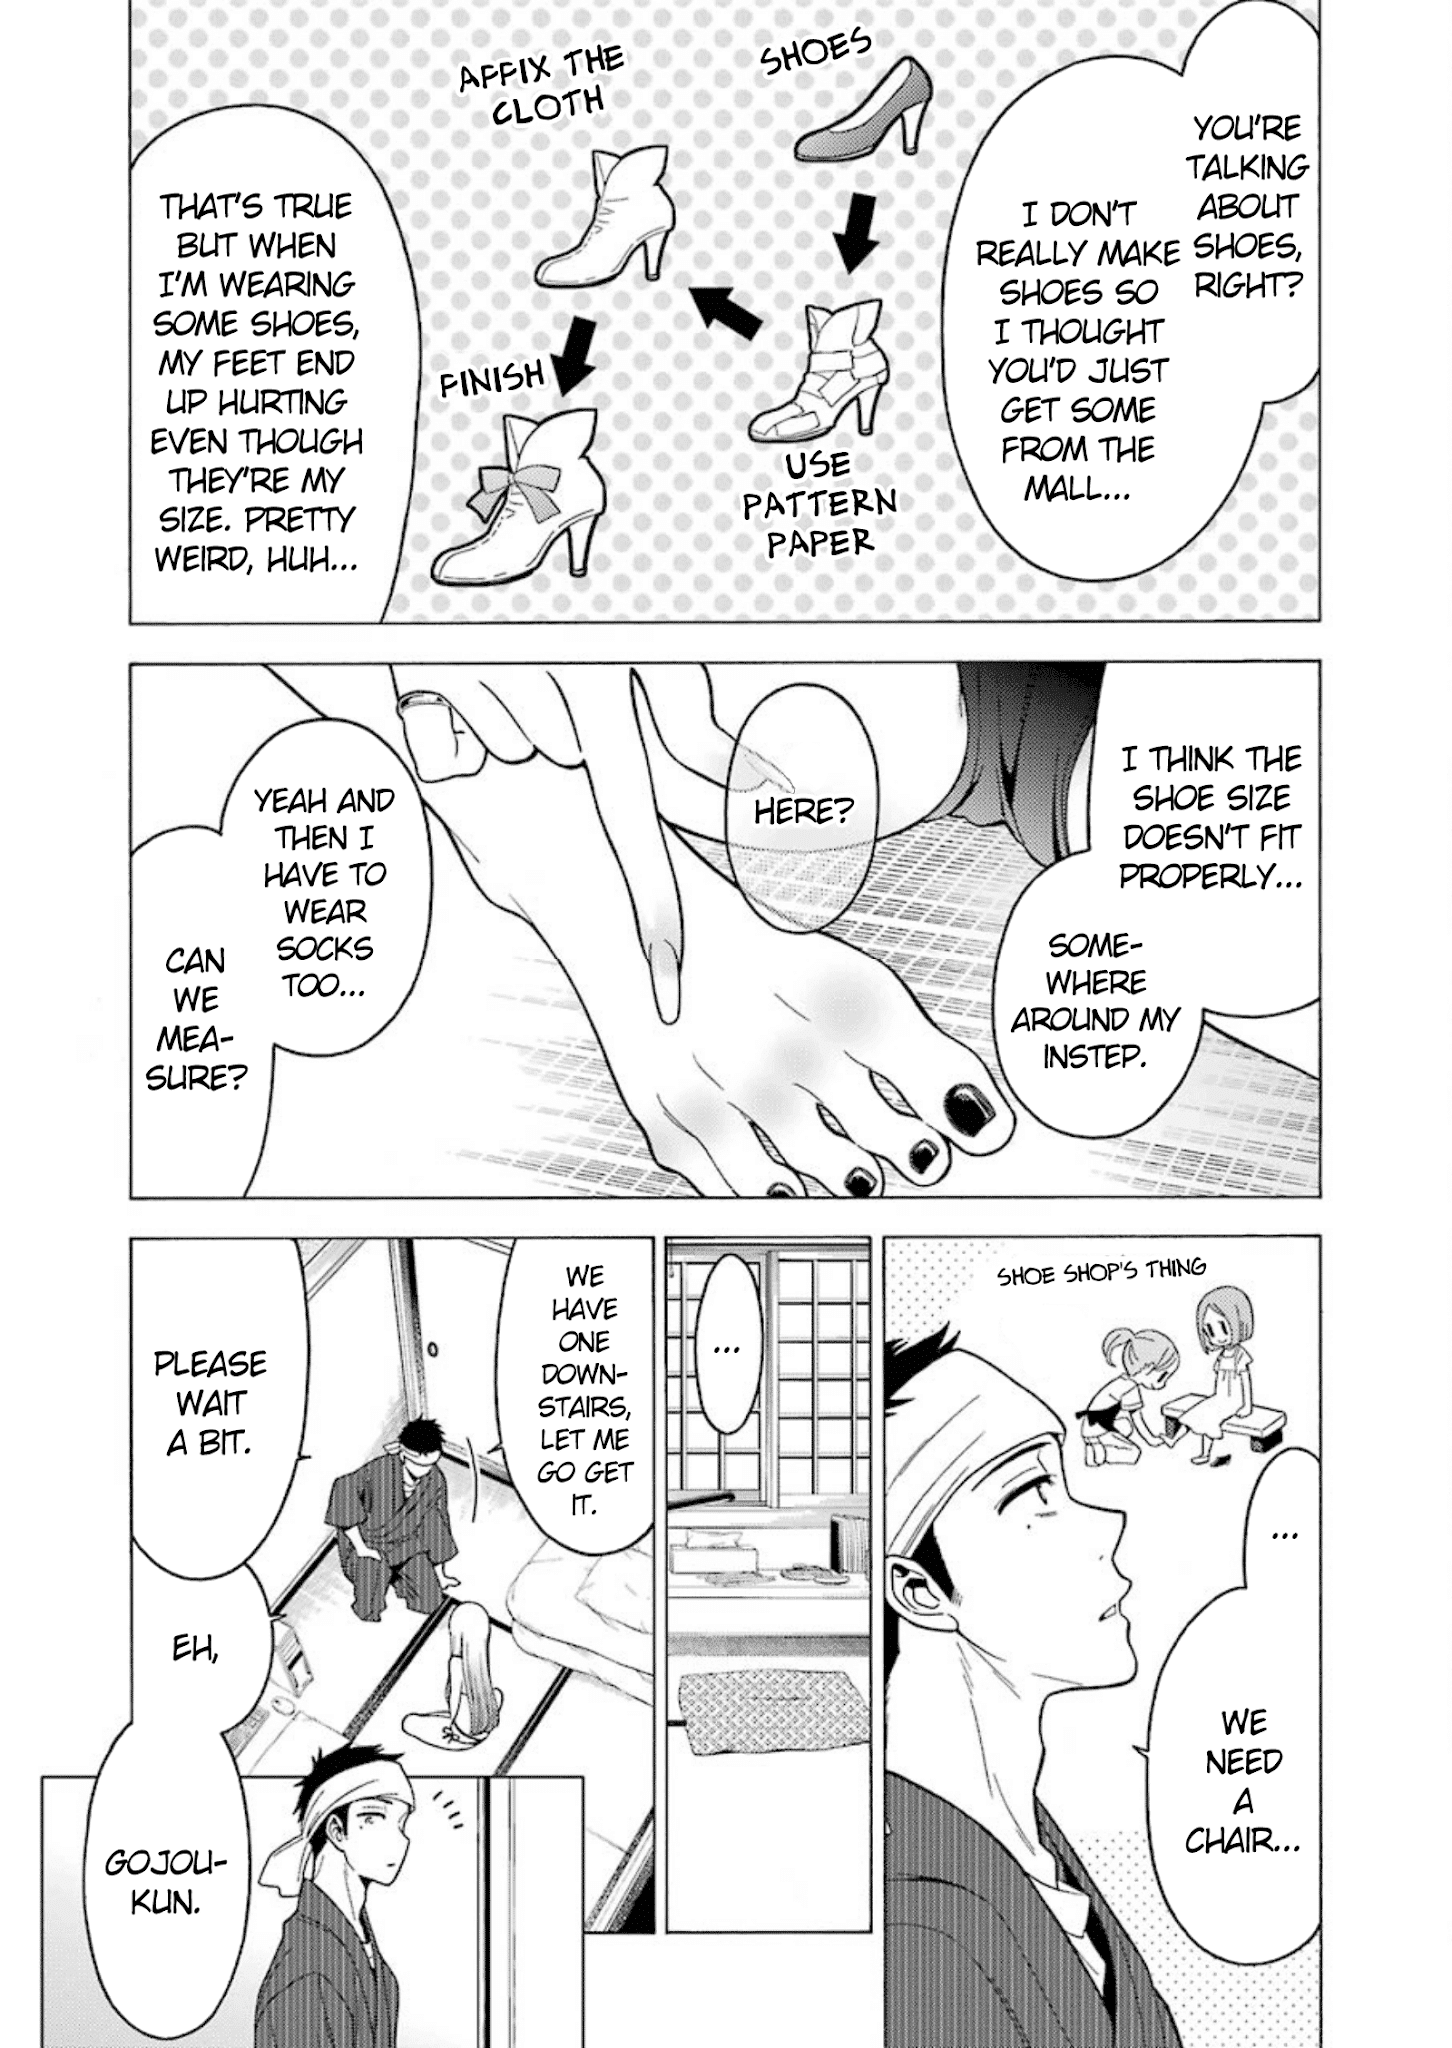 YOU'RE
TALKING
ABOUT
SHOES,
RIGHT?
I DON'T
REALLY MAKE
SHOES SO
I THOUGHT
YOU'D JUST
GET SOME
FROM THE
MALL...
SHOES
USE
PATTERN
PAPER
AFFIX THE
CLOTH
FINISH
THAT'S TRUE
BUT WHEN
I'M WEARING
SOME SHOES,
MY FEET END
UP HURTING
EVEN THOUGH
THEY'RE MY
SIZE. PRETTY
WEIRD, HUH...
I THINK THE
SHOE SIZE
DOESN'T FIT
PROPERLY...
SOME-
WHERE
AROUND MY
INSTEP.
HERE?
YEAH AND
THEN I
HAVE TO
WEAR
SOCKS
TOO...
CAN
WE
MEA-
SURE?
SHOE SHOP'S THING
...
WE
NEED
A
CHAIR...
...
WE
HAVE
ONE
DOWN-
STAIRS,
LET ME
GO GET
IT.
PLEASE
WAIT
A BIT.
EH,
GOJOU-
KUN.